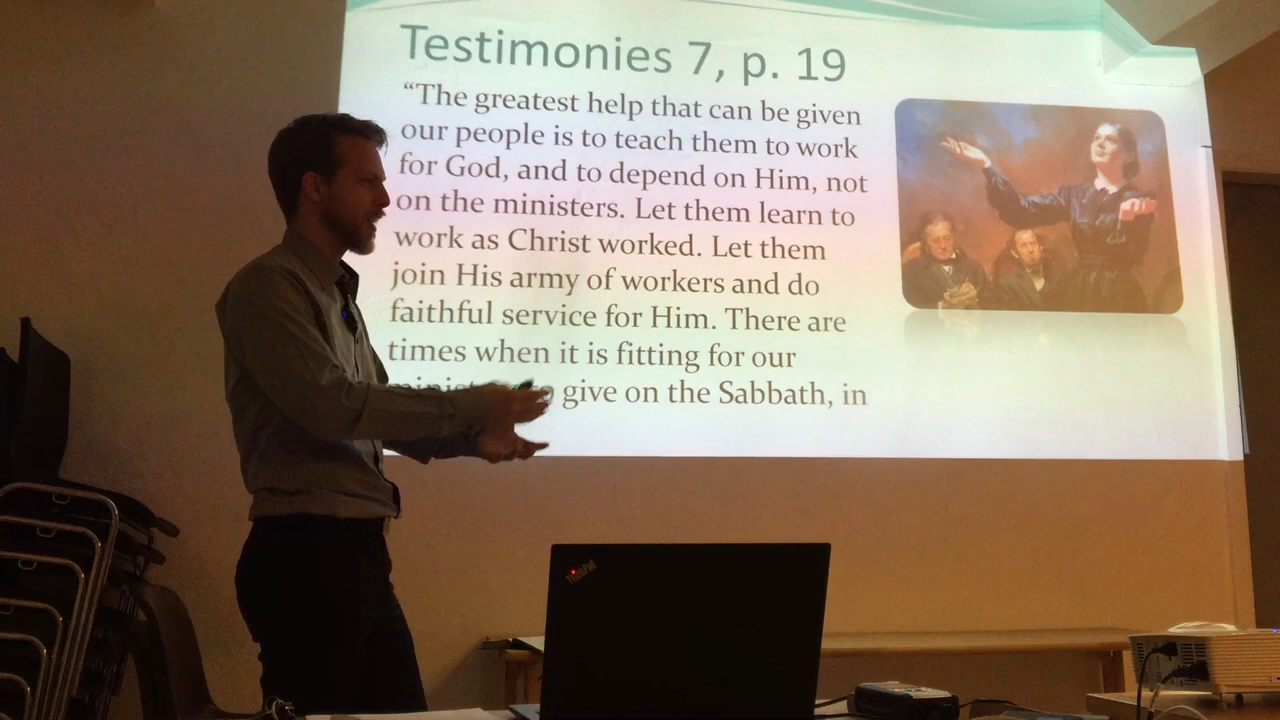 Testimonies 7, p. 19
“The greatest help that can be given
our people is to teach them to work
for God, and to depend on Him, not
on the ministers. Let them learn to
work as Christ worked. Let them
join His army of workers and do
faithful service for Him. There are
times when it is fitting for our
give on the Sabbath, in
ThinkPad